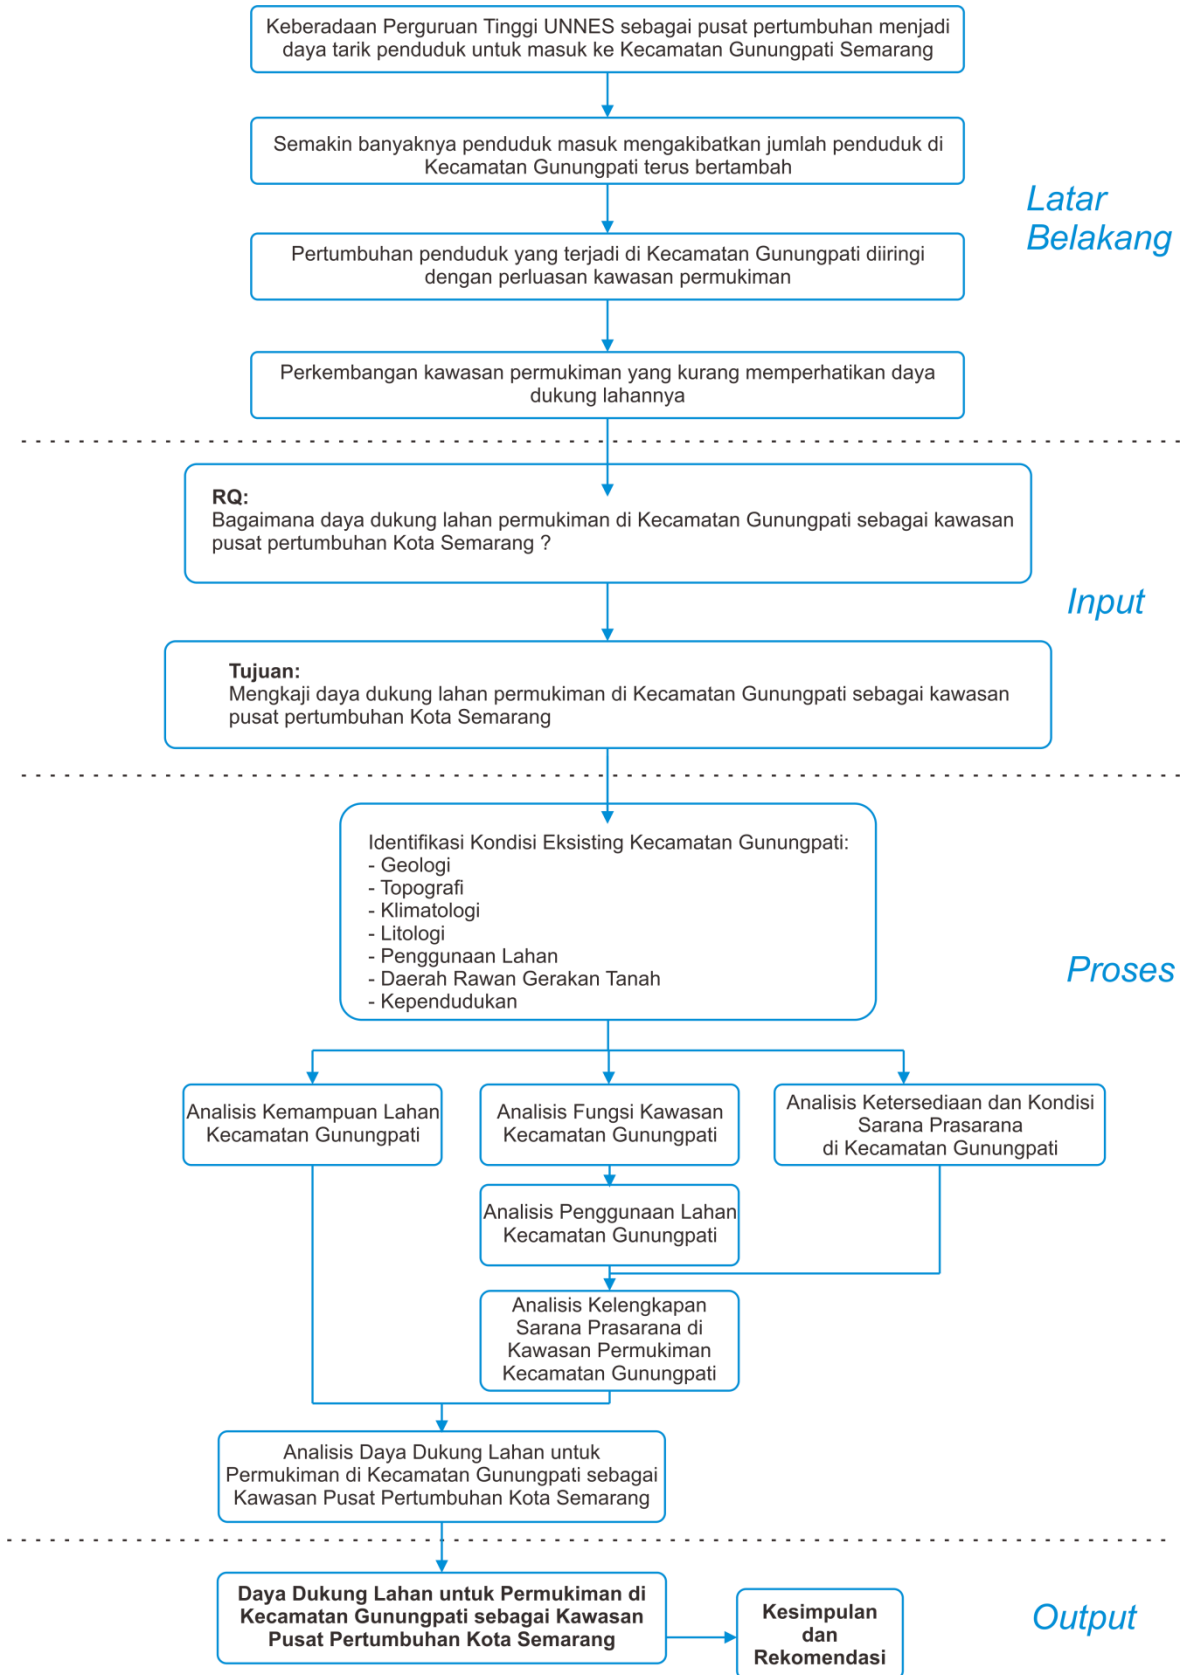 Keberadaan Perguruan Tinggi UNNES sebagai pusat pertumbuhan menjadi
daya tarik penduduk untuk masuk ke Kecamatan Gunungpati Semarang
Semakin banyaknya penduduk masuk mengakibatkan jumlah penduduk di
Kecamatan Gunungpati terus bertambah
Latar
Belakang
Pertumbuhan penduduk yang terjadi di Kecamatan Gunungpati diiringi
dengan perluasan kawasan permukiman
Perkembangan kawasan permukiman yang kurang memperhatikan daya
dukung lahannya
RQ:
Bagaimana daya dukung lahan permukiman di Kecamatan Gunungpati sebagai kawasan
pusat pertumbuhan Kota Semarang ?
Input
Tujuan:
Mengkaji daya dukung lahan permukiman di Kecamatan Gunungpati sebagai kawasan
pusat pertumbuhan Kota Semarang
Identifikasi Kondisi Eksisting Kecamatan Gunungpati:
- Geologi
- Topografi
- Klimatologi
- Litologi
- Penggunaan Lahan
- Daerah Rawan Gerakan Tanah
- Kependudukan
Proses
Analisis Kemampuan Lahan
Kecamatan Gunungpati
Analisis Fungsi Kawasan
Kecamatan Gunungpati
Analisis Ketersediaan dan Kondisi
Sarana Prasarana
di Kecamatan Gunungpati
Analisis Penggunaan Lahan
Kecamatan Gunungpati
Analisis Kelengkapan
Sarana Prasarana di
Kawasan Permukiman
Kecamatan Gunungpati
Analisis Daya Dukung Lahan untuk
Permukiman di Kecamatan Gunungpati sebagai
Kawasan Pusat Pertumbuhan Kota Semarang
Daya Dukung Lahan untuk Permukiman di
Kecamatan Gunungpati sebagai Kawasan
Pusat Pertumbuhan Kota Semarang
Kesimpulan
dan
Rekomendasi
Output